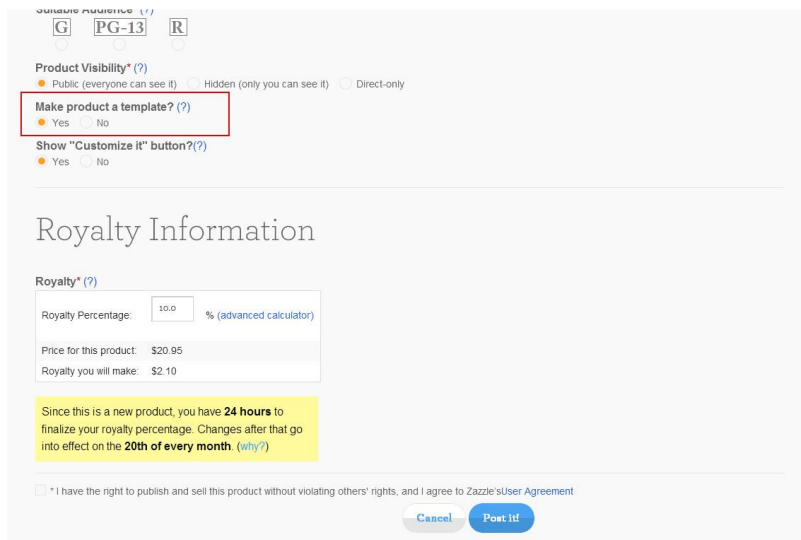 Suitable Audience (?)
G PG-13 R
Product Visibility* (?)
Public (everyone can see it) Hidden (only you can see it) Direct-only
Make product a template? (?)
Yes No
Show "Customize it" button?(?)
Yes No
Royalty Information
Royalty* (?)
Royalty Percentage: 10.0 % (advanced calculator)
Price for this product: $20.95
Royalty you will make: $2.10
Since this is a new product, you have 24 hours to
finalize your royalty percentage. Changes after that go
into effect on the 20th of every month. (why?)
* I have the right to publish and sell this product without violating others' rights, and I agree to Zazzle'sUser Agreement
Cancel Post it!